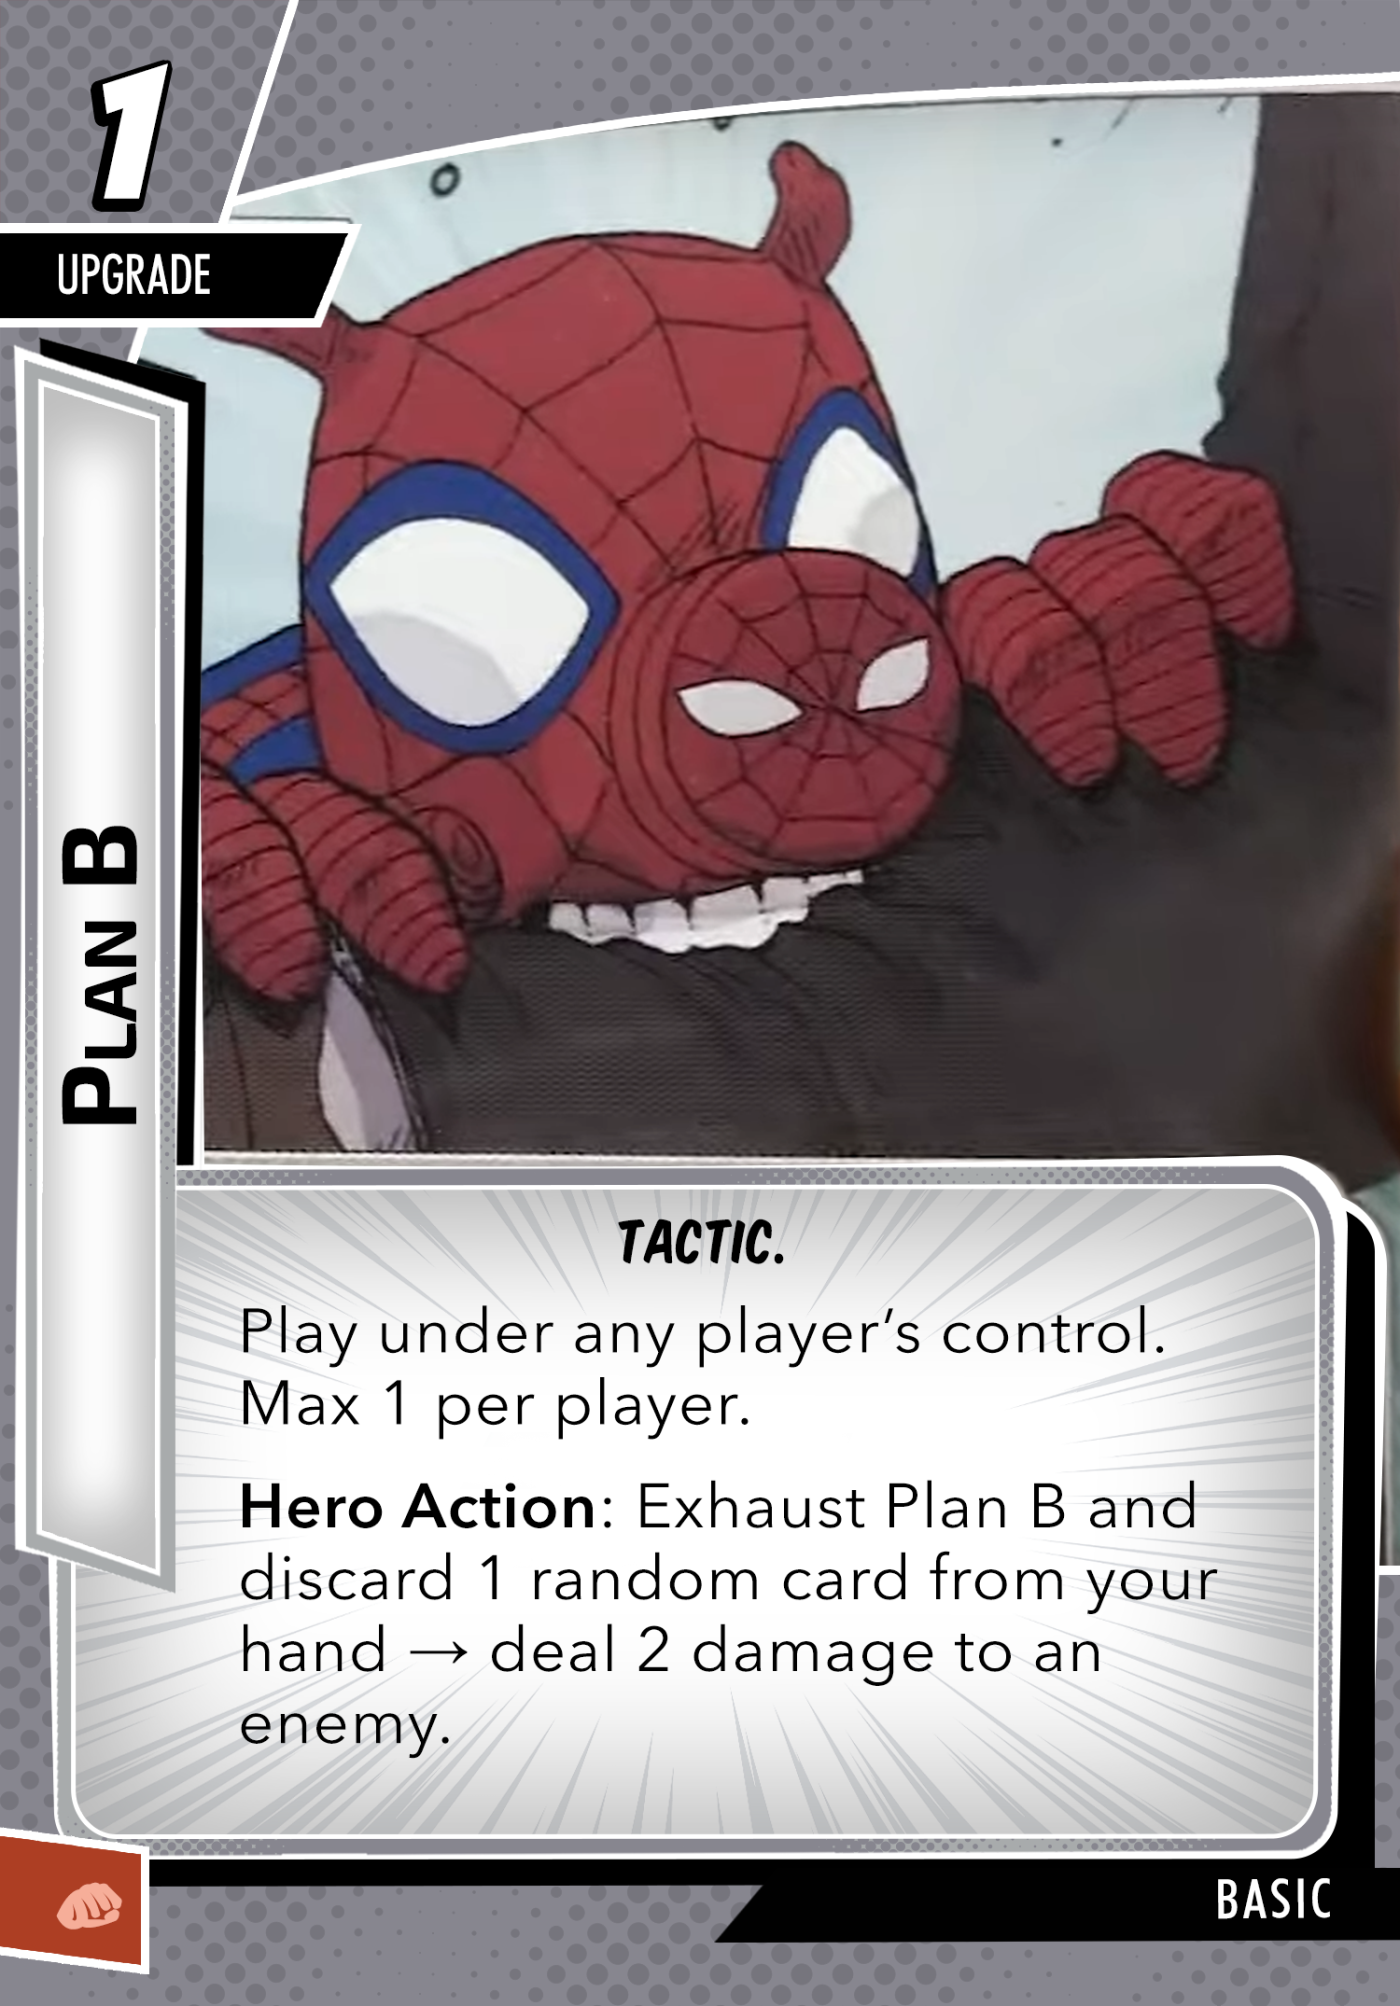 1
UPGRADE
PLAN B
TACTIC.
Play under any player’s control.
Max 1 per player.
Hero Action: Exhaust Plan B and
discard 1 random card from your
hand → deal 2 damage to an
enemy.
BASIC